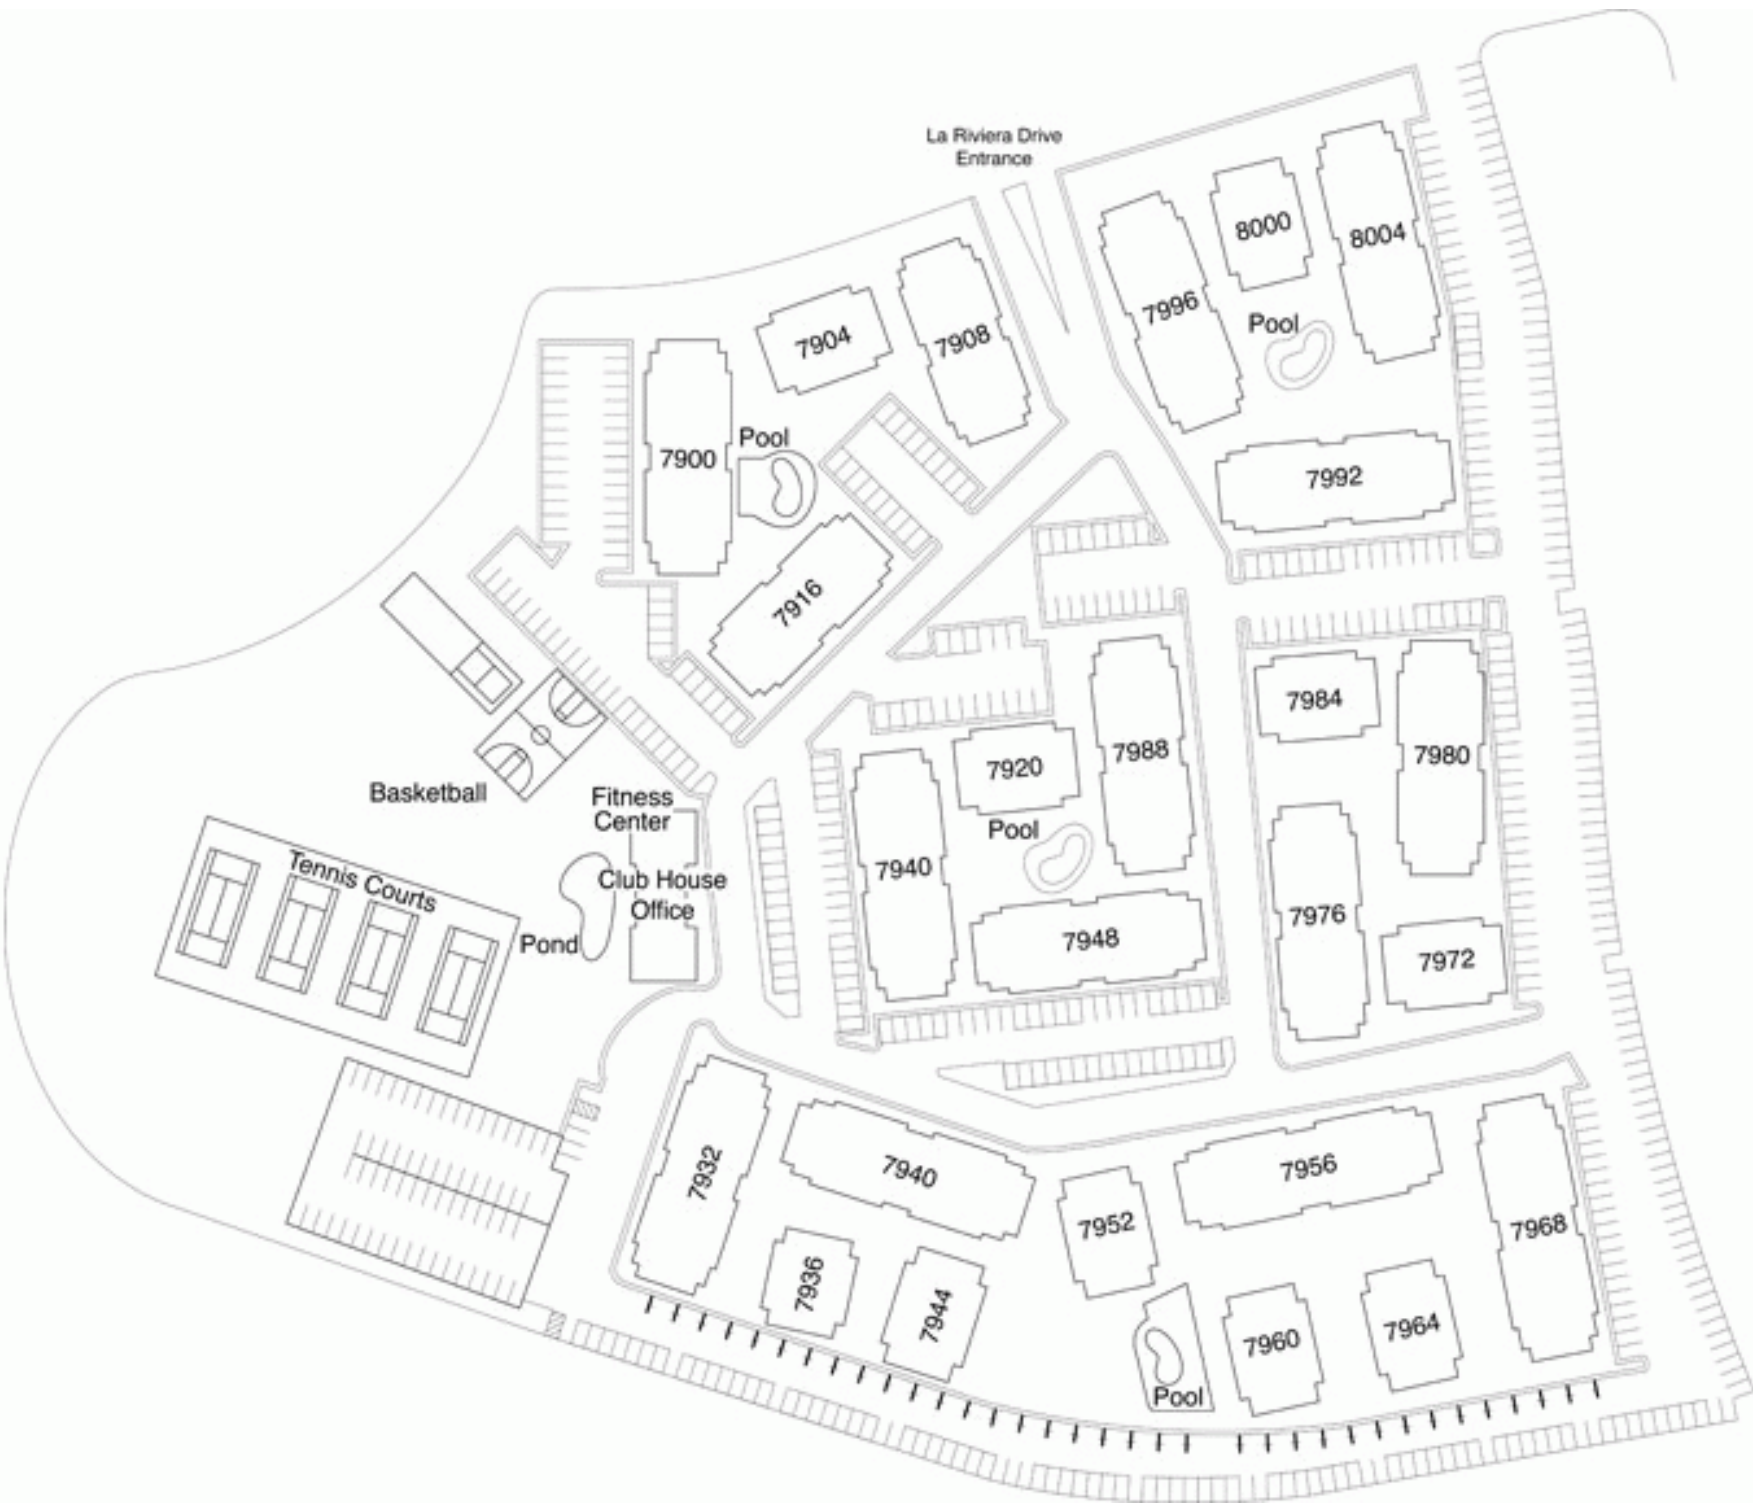 La Riviera Drive
Entrance
8000
8004
7996
Pool
7904
7908
Pool
7900
7992
7916
7984
7980
7988
7920
Basketball
Fitness
Center
Pool
7940
Tennis Courts
Club House
Office
Pond
7948
7976
7972
7932
7940
7956
7952
7968
7936
7944
7960
7964
Pool